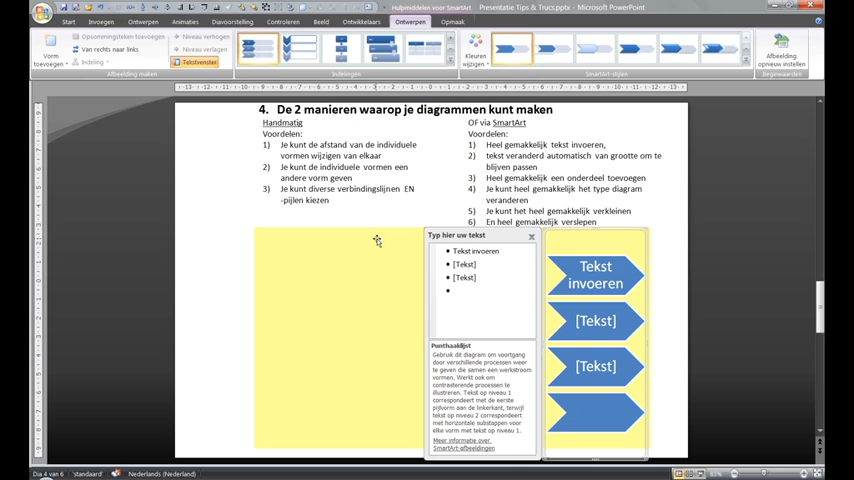 Hulpmiddelen voor SmartArt
Presentatie Tips & Trucs.pptx - Microsoft PowerPoint
Start
Invoegen
Ontwerpen
Animaties
Diavoorstelling
Controleren
Beeld
Ontwikkelaars
Ontwerpen
Opmaak
Vorm toevoegen
Opsommingsteken toevoegen
Van rechts naar links
Indeling
Niveau verhogen
Niveau verlagen
Tekstvenster
Kleuren wijzigen
Afbeelding opnieuw instellen
Afbeelding maken
Indelingen
SmartArt-stijlen
Beginwaarden
4. De 2 manieren waarop je diagrammen kunt maken
Handmatig
Voordelen:
1) Je kunt de afstand van de individuele
vormen wijzigen van elkaar
2) Je kunt de individuele vormen een
andere vorm geven
3) Je kunt diverse verbindingslijnen EN
-pijlen kiezen
OF via SmartArt
Voordelen:
1) Heel gemakkelijk tekst invoeren,
2) tekst veranderd automatisch van grootte om te
blijven passen
3) Heel gemakkelijk een onderdeel toevoegen
4) Je kunt heel gemakkelijk het type diagram
veranderen
5) Je kunt het heel gemakkelijk verkleinen
6) En heel gemakkelijk verslepen
Typ hier uw tekst
• Tekst invoeren
• [Tekst]
• [Tekst]
•
Punthaaklijst
Gebruik dit diagram om voortgang
door verschillende processen weer
te geven die samen een werkstroom
vormen. Werkt ook om
contrasterende processen te
illustreren. Tekst op niveau 1
correspondeert met de eerste
pijlvorm aan de linkerkant, terwijl
tekst op niveau 2 correspondeert
met horizontale substappen voor
elke vorm met tekst op niveau 1.
Meer informatie over
SmartArt-afbeeldingen
Tekst
invoeren
[Tekst]
[Tekst]
Dia 4 van 6
'standaard'
Nederlands (Nederland)